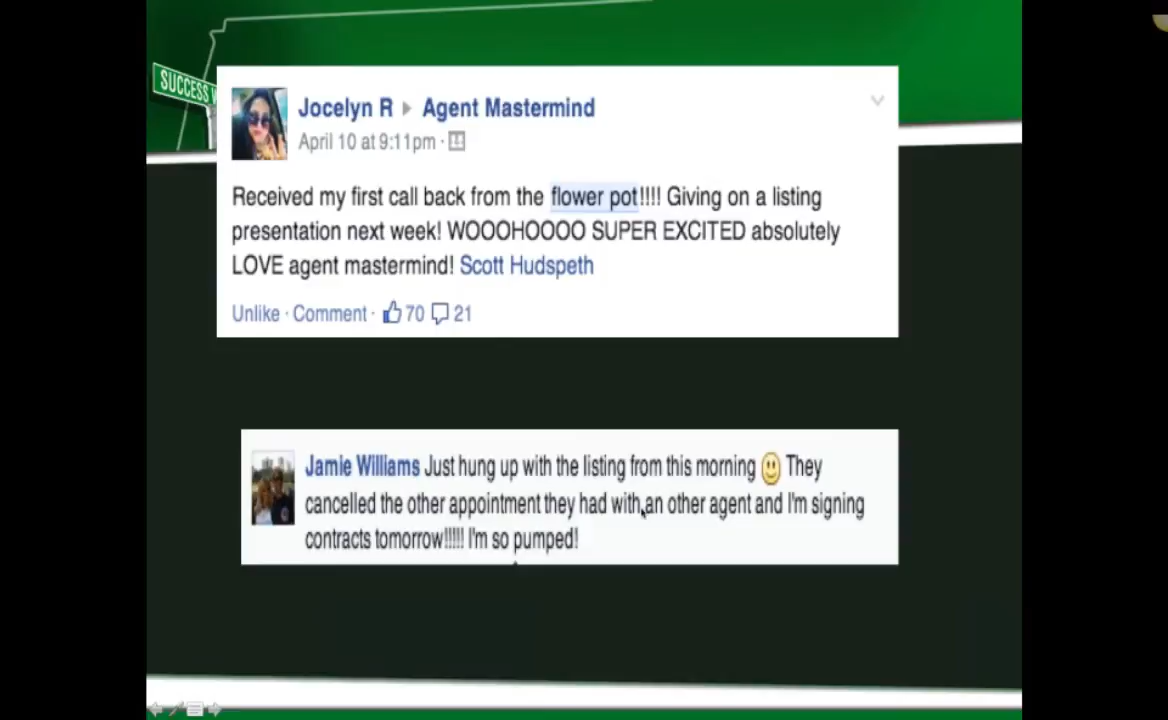 SUCCESS
Jocelyn R ▸ Agent Mastermind
April 10 at 9:11pm ·
Received my first call back from the flower pot!!!! Giving on a listing
presentation next week! WOOOHOOOO SUPER EXCITED absolutely
LOVE agent mastermind! Scott Hudspeth
Unlike · Comment · 70 21
Jamie Williams Just hung up with the listing from this morning They
cancelled the other appointment they had with an other agent and I'm signing
contracts tomorrow!!!!! I'm so pumped!